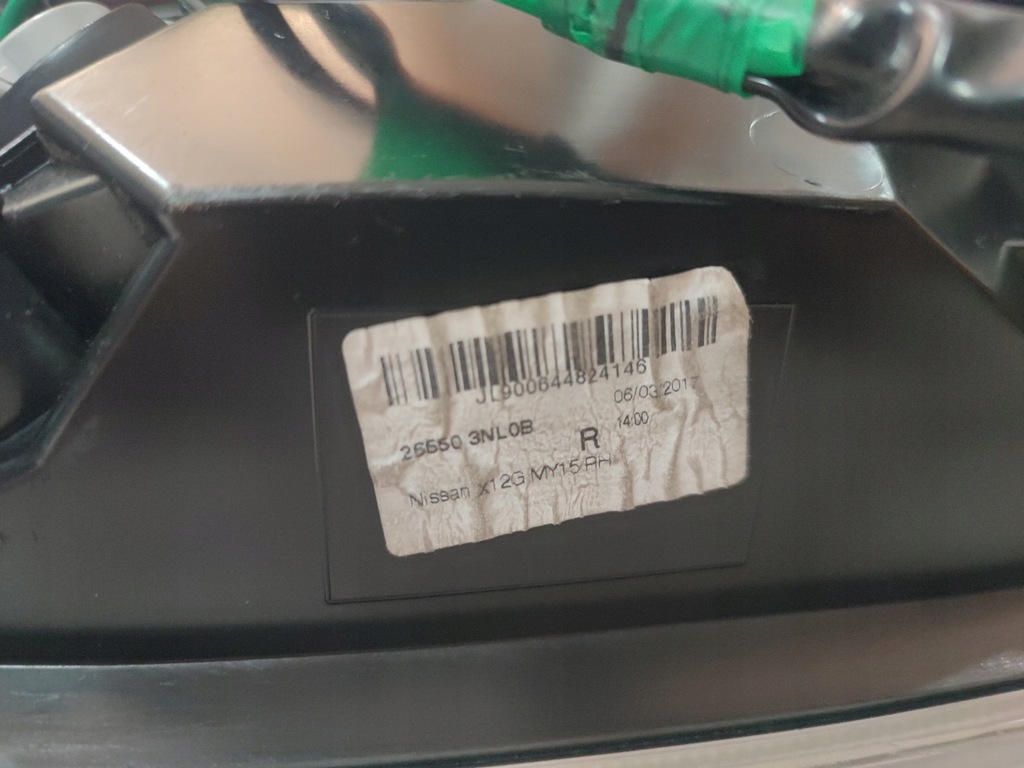 JL900644824146
06/03/2017
26550 3NL0B
R
14:00
Nissan X12G MY15 RH